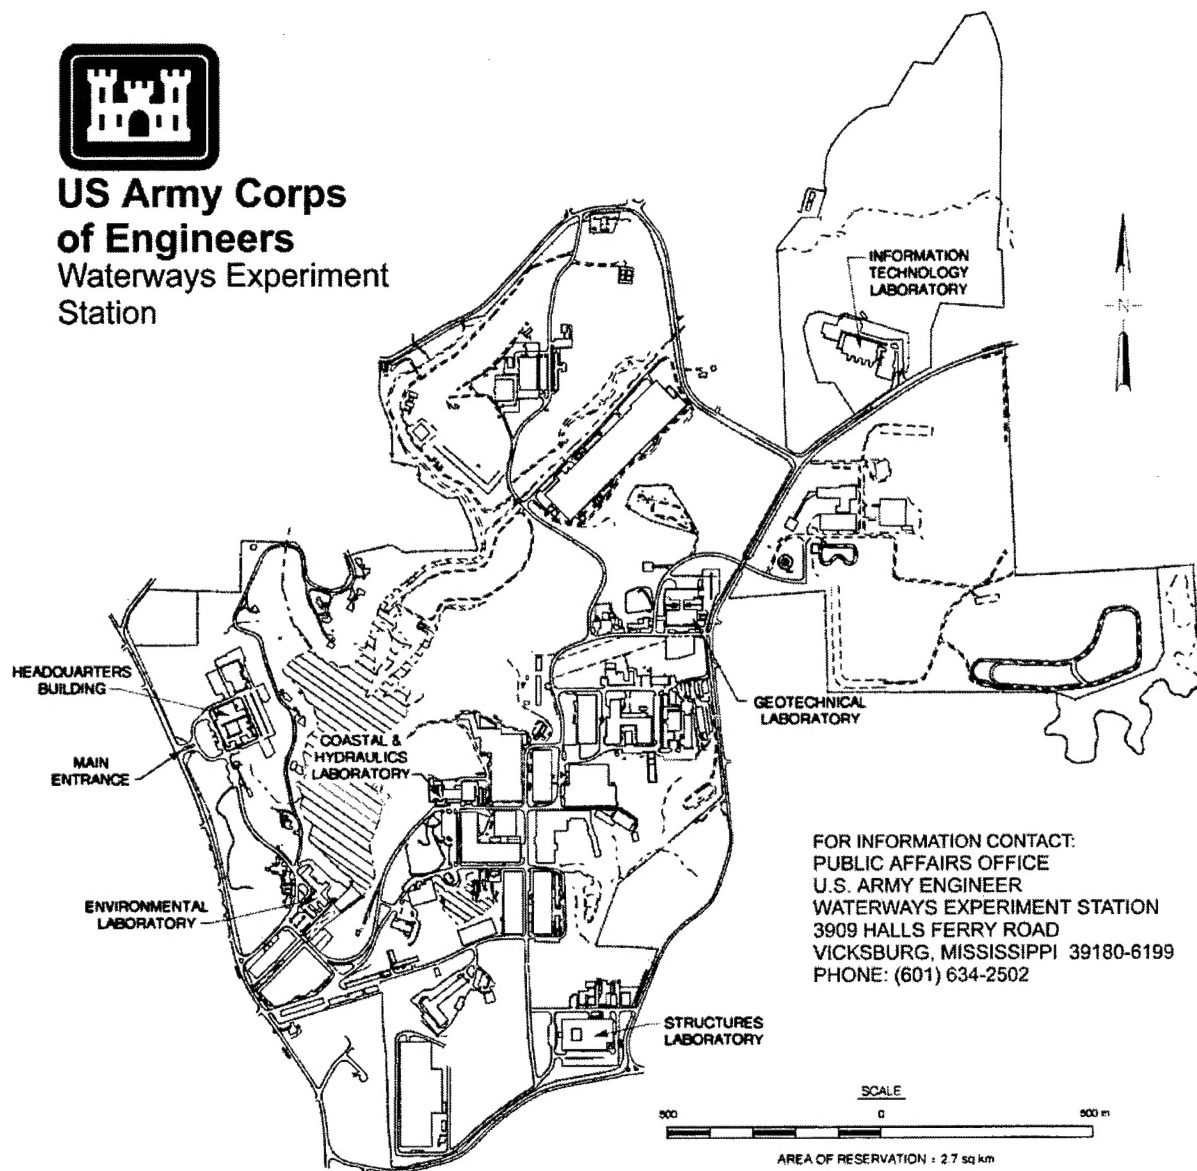 US Army Corps
of Engineers
Waterways Experiment
Station
INFORMATION
TECHNOLOGY
LABORATORY
N
HEADQUARTERS
BUILDING
MAIN
ENTRANCE
COASTAL &
HYDRAULICS
LABORATORY
GEOTECHNICAL
LABORATORY
ENVIRONMENTAL
LABORATORY
STRUCTURES
LABORATORY
FOR INFORMATION CONTACT:
PUBLIC AFFAIRS OFFICE
U.S. ARMY ENGINEER
WATERWAYS EXPERIMENT STATION
3909 HALLS FERRY ROAD
VICKSBURG, MISSISSIPPI 39180-6199
PHONE: (601) 634-2502
SCALE
500 0 500 m
AREA OF RESERVATION : 2.7 sq km